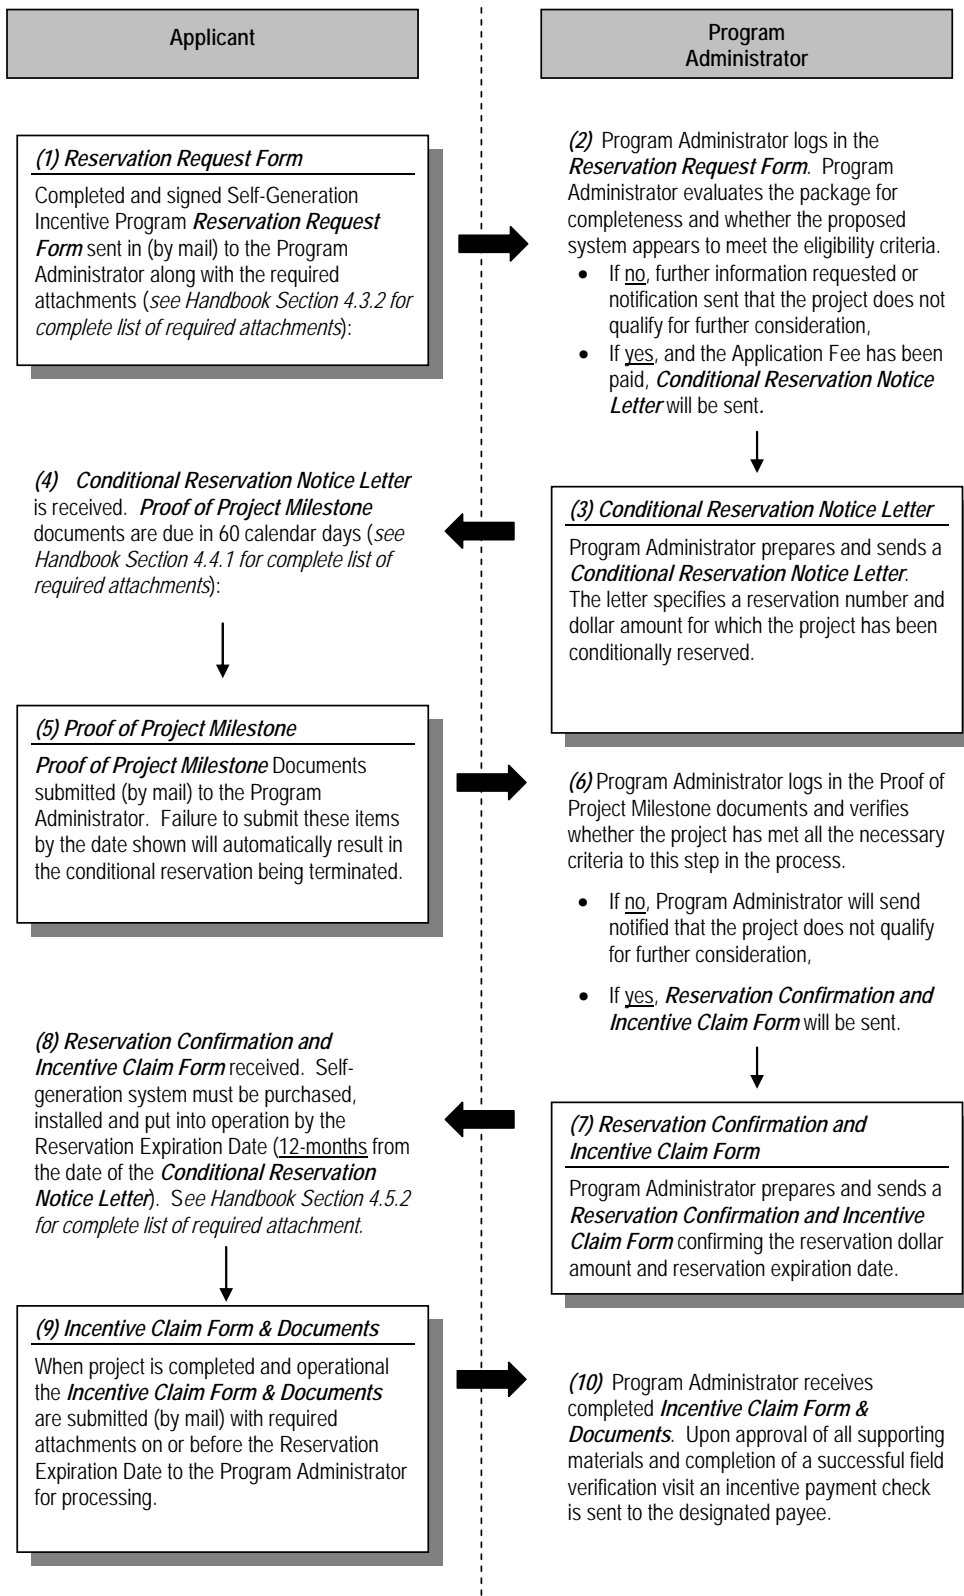 Applicant
Program
Administrator
(1) Reservation Request Form
Completed and signed Self-Generation
Incentive Program Reservation Request
Form sent in (by mail) to the Program
Administrator along with the required
attachments (see Handbook Section 4.3.2 for
complete list of required attachments):
(2) Program Administrator logs in the
Reservation Request Form. Program
Administrator evaluates the package for
completeness and whether the proposed
system appears to meet the eligibility criteria.
• If no, further information requested or
notification sent that the project does not
qualify for further consideration,
• If yes, and the Application Fee has been
paid, Conditional Reservation Notice
Letter will be sent.
(3) Conditional Reservation Notice Letter
Program Administrator prepares and sends a
Conditional Reservation Notice Letter.
The letter specifies a reservation number and
dollar amount for which the project has been
conditionally reserved.
(4) Conditional Reservation Notice Letter
is received. Proof of Project Milestone
documents are due in 60 calendar days (see
Handbook Section 4.4.1 for complete list of
required attachments):
(5) Proof of Project Milestone
Proof of Project Milestone Documents
submitted (by mail) to the Program
Administrator. Failure to submit these items
by the date shown will automatically result in
the conditional reservation being terminated.
(6) Program Administrator logs in the Proof of
Project Milestone documents and verifies
whether the project has met all the necessary
criteria to this step in the process.
• If no, Program Administrator will send
notified that the project does not qualify
for further consideration,
• If yes, Reservation Confirmation and
Incentive Claim Form will be sent.
(7) Reservation Confirmation and
Incentive Claim Form
Program Administrator prepares and sends a
Reservation Confirmation and Incentive
Claim Form confirming the reservation dollar
amount and reservation expiration date.
(8) Reservation Confirmation and
Incentive Claim Form received. Self-
generation system must be purchased,
installed and put into operation by the
Reservation Expiration Date (12-months from
the date of the Conditional Reservation
Notice Letter). See Handbook Section 4.5.2
for complete list of required attachment.
(9) Incentive Claim Form & Documents
When project is completed and operational
the Incentive Claim Form & Documents
are submitted (by mail) with required
attachments on or before the Reservation
Expiration Date to the Program Administrator
for processing.
(10) Program Administrator receives
completed Incentive Claim Form &
Documents. Upon approval of all supporting
materials and completion of a successful field
verification visit an incentive payment check
is sent to the designated payee.